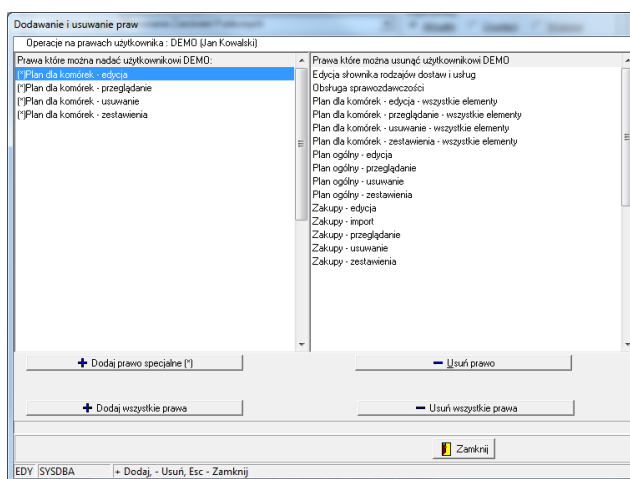 Dodawanie i usuwanie praw
Operacje na prawach użytkownika : DEMO (Jan Kowalski)
Prawa które można nadać użytkownikowi DEMO:
(*)Plan dla komórek - edycja
(*)Plan dla komórek - przeglądanie
(*)Plan dla komórek - usuwanie
(*)Plan dla komórek - zestawienia
Prawa które można usunąć użytkownikowi DEMO
Edycja słownika rodzajów dostaw i usług
Obsługa sprawozdawczości
Plan dla komórek - edycja - wszystkie elementy
Plan dla komórek - przeglądanie - wszystkie elementy
Plan dla komórek - usuwanie - wszystkie elementy
Plan dla komórek - zestawienia - wszystkie elementy
Plan ogólny - edycja
Plan ogólny - przeglądanie
Plan ogólny - usuwanie
Plan ogólny - zestawienia
Zakupy - edycja
Zakupy - import
Zakupy - przeglądanie
Zakupy - usuwanie
Zakupy - zestawienia
Dodaj prawo specjalne (*)
Usuń prawo
Dodaj wszystkie prawa
Usuń wszystkie prawa
Zamknij
EDY SYSDBA + Dodaj, - Usuń, Esc - Zamknij